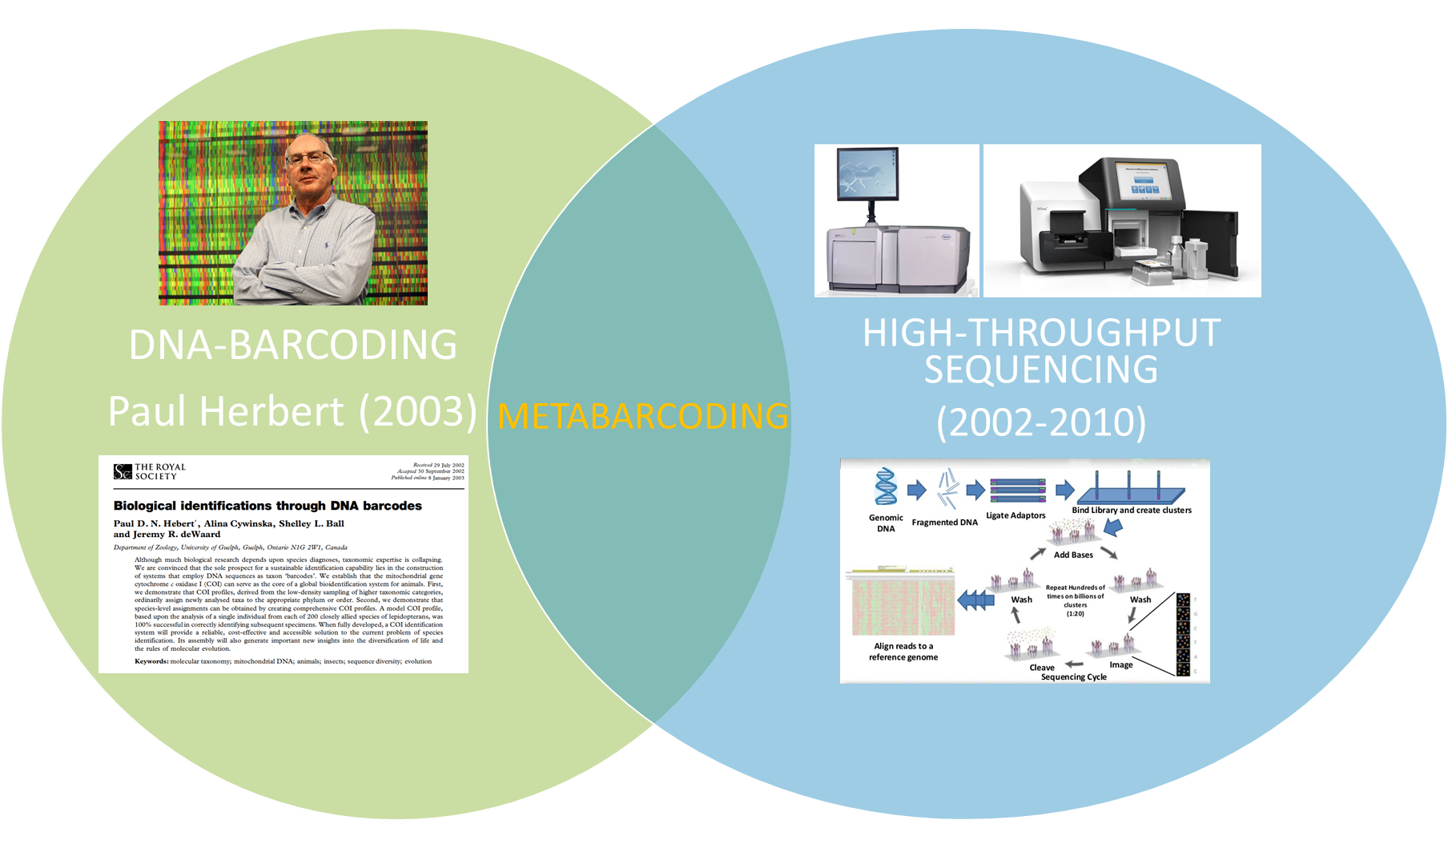 DNA-BARCODING
Paul Herbert (2003)
THE ROYAL
SOCIETY
Received 29 July 2002
Accepted 30 September 2002
Published online 8 January 2003
Biological identifications through DNA barcodes
Paul D. N. Hebert*, Alina Cywinska, Shelley L. Ball
and Jeremy R. deWaard
Department of Zoology, University of Guelph, Guelph, Ontario N1G 2W1, Canada
Although much biological research depends upon species diagnoses, taxonomic expertise is collapsing.
We are convinced that the sole prospect for a sustainable identification capability lies in the construction
of systems that employ DNA sequences as taxon 'barcodes'. We establish that the mitochondrial gene
cytochrome c oxidase I (COI) can serve as the core of a global bioidentification system for animals. First,
we demonstrate that COI profiles, derived from the low-density sampling of higher taxonomic categories,
ordinarily assign newly analysed taxa to the appropriate phylum or order. Second, we demonstrate that
species-level assignments can be obtained by creating comprehensive COI profiles. A model COI profile,
based upon the analysis of a single individual from each of 200 closely allied species of lepidopterans, was
100% successful in correctly identifying subsequent specimens. When fully developed, a COI identification
system will provide a reliable, cost-effective and accessible solution to the current problem of species
identification. Its assembly will also generate important new insights into the diversification of life and
the rules of molecular evolution.
Keywords: molecular taxonomy; mitochondrial DNA; animals; insects; sequence diversity; evolution
METABARCODING
HIGH-THROUGHPUT
SEQUENCING
(2002-2010)
Genomic
DNA
Fragmented DNA
Ligate Adaptors
Bind Library and create clusters
Add Bases
Wash
Repeat Hundreds of
times on billions of
clusters
(1:20)
Wash
Align reads to a
reference genome
Cleave
Image
Sequencing Cycle